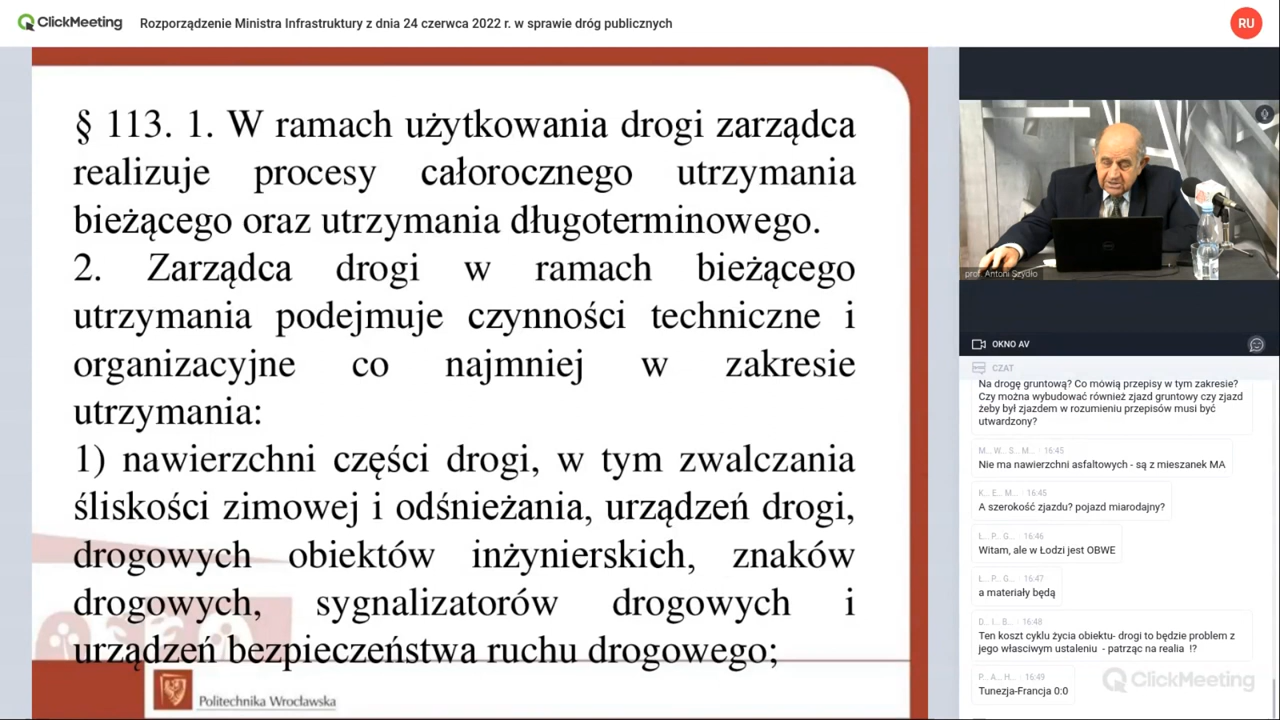 ClickMeeting
Rozporządzenie Ministra Infrastruktury z dnia 24 czerwca 2022 r. w sprawie dróg publicznych
RU
§ 113. 1. W ramach użytkowania drogi zarządca
realizuje procesy całorocznego utrzymania
bieżącego oraz utrzymania długoterminowego.
2. Zarządca drogi w ramach bieżącego
utrzymania podejmuje czynności techniczne i
organizacyjne co najmniej w zakresie
utrzymania:
1) nawierzchni części drogi, w tym zwalczania
śliskości zimowej i odśnieżania, urządzeń drogi,
drogowych obiektów inżynierskich, znaków
drogowych, sygnalizatorów drogowych i
urządzeń bezpieczeństwa ruchu drogowego;
Politechnika Wrocławska
prof. Antoni Szydło
OKNO AV
CZAT
Na drogę gruntową? Co mówią przepisy w tym zakresie?
Czy można wybudować również zjazd gruntowy czy zjazd
żeby był zjazdem w rozumieniu przepisów musi być
utwardzony?
M... W... S... M... · 16:45
Nie ma nawierzchni asfaltowych - są z mieszanek MA
K... E... M... · 16:45
A szerokość zjazdu? pojazd miarodajny?
Ł... P... G... · 16:46
Witam, ale w Łodzi jest OBWE
Ł... P... G... · 16:47
a materiały będą
D... I... B... · 16:48
Ten koszt cyklu życia obiektu- drogi to będzie problem z
jego własciwym ustaleniu - patrząc na realia !?
P... A... H... · 16:49
Tunezja-Francja 0:0
ClickMeeting